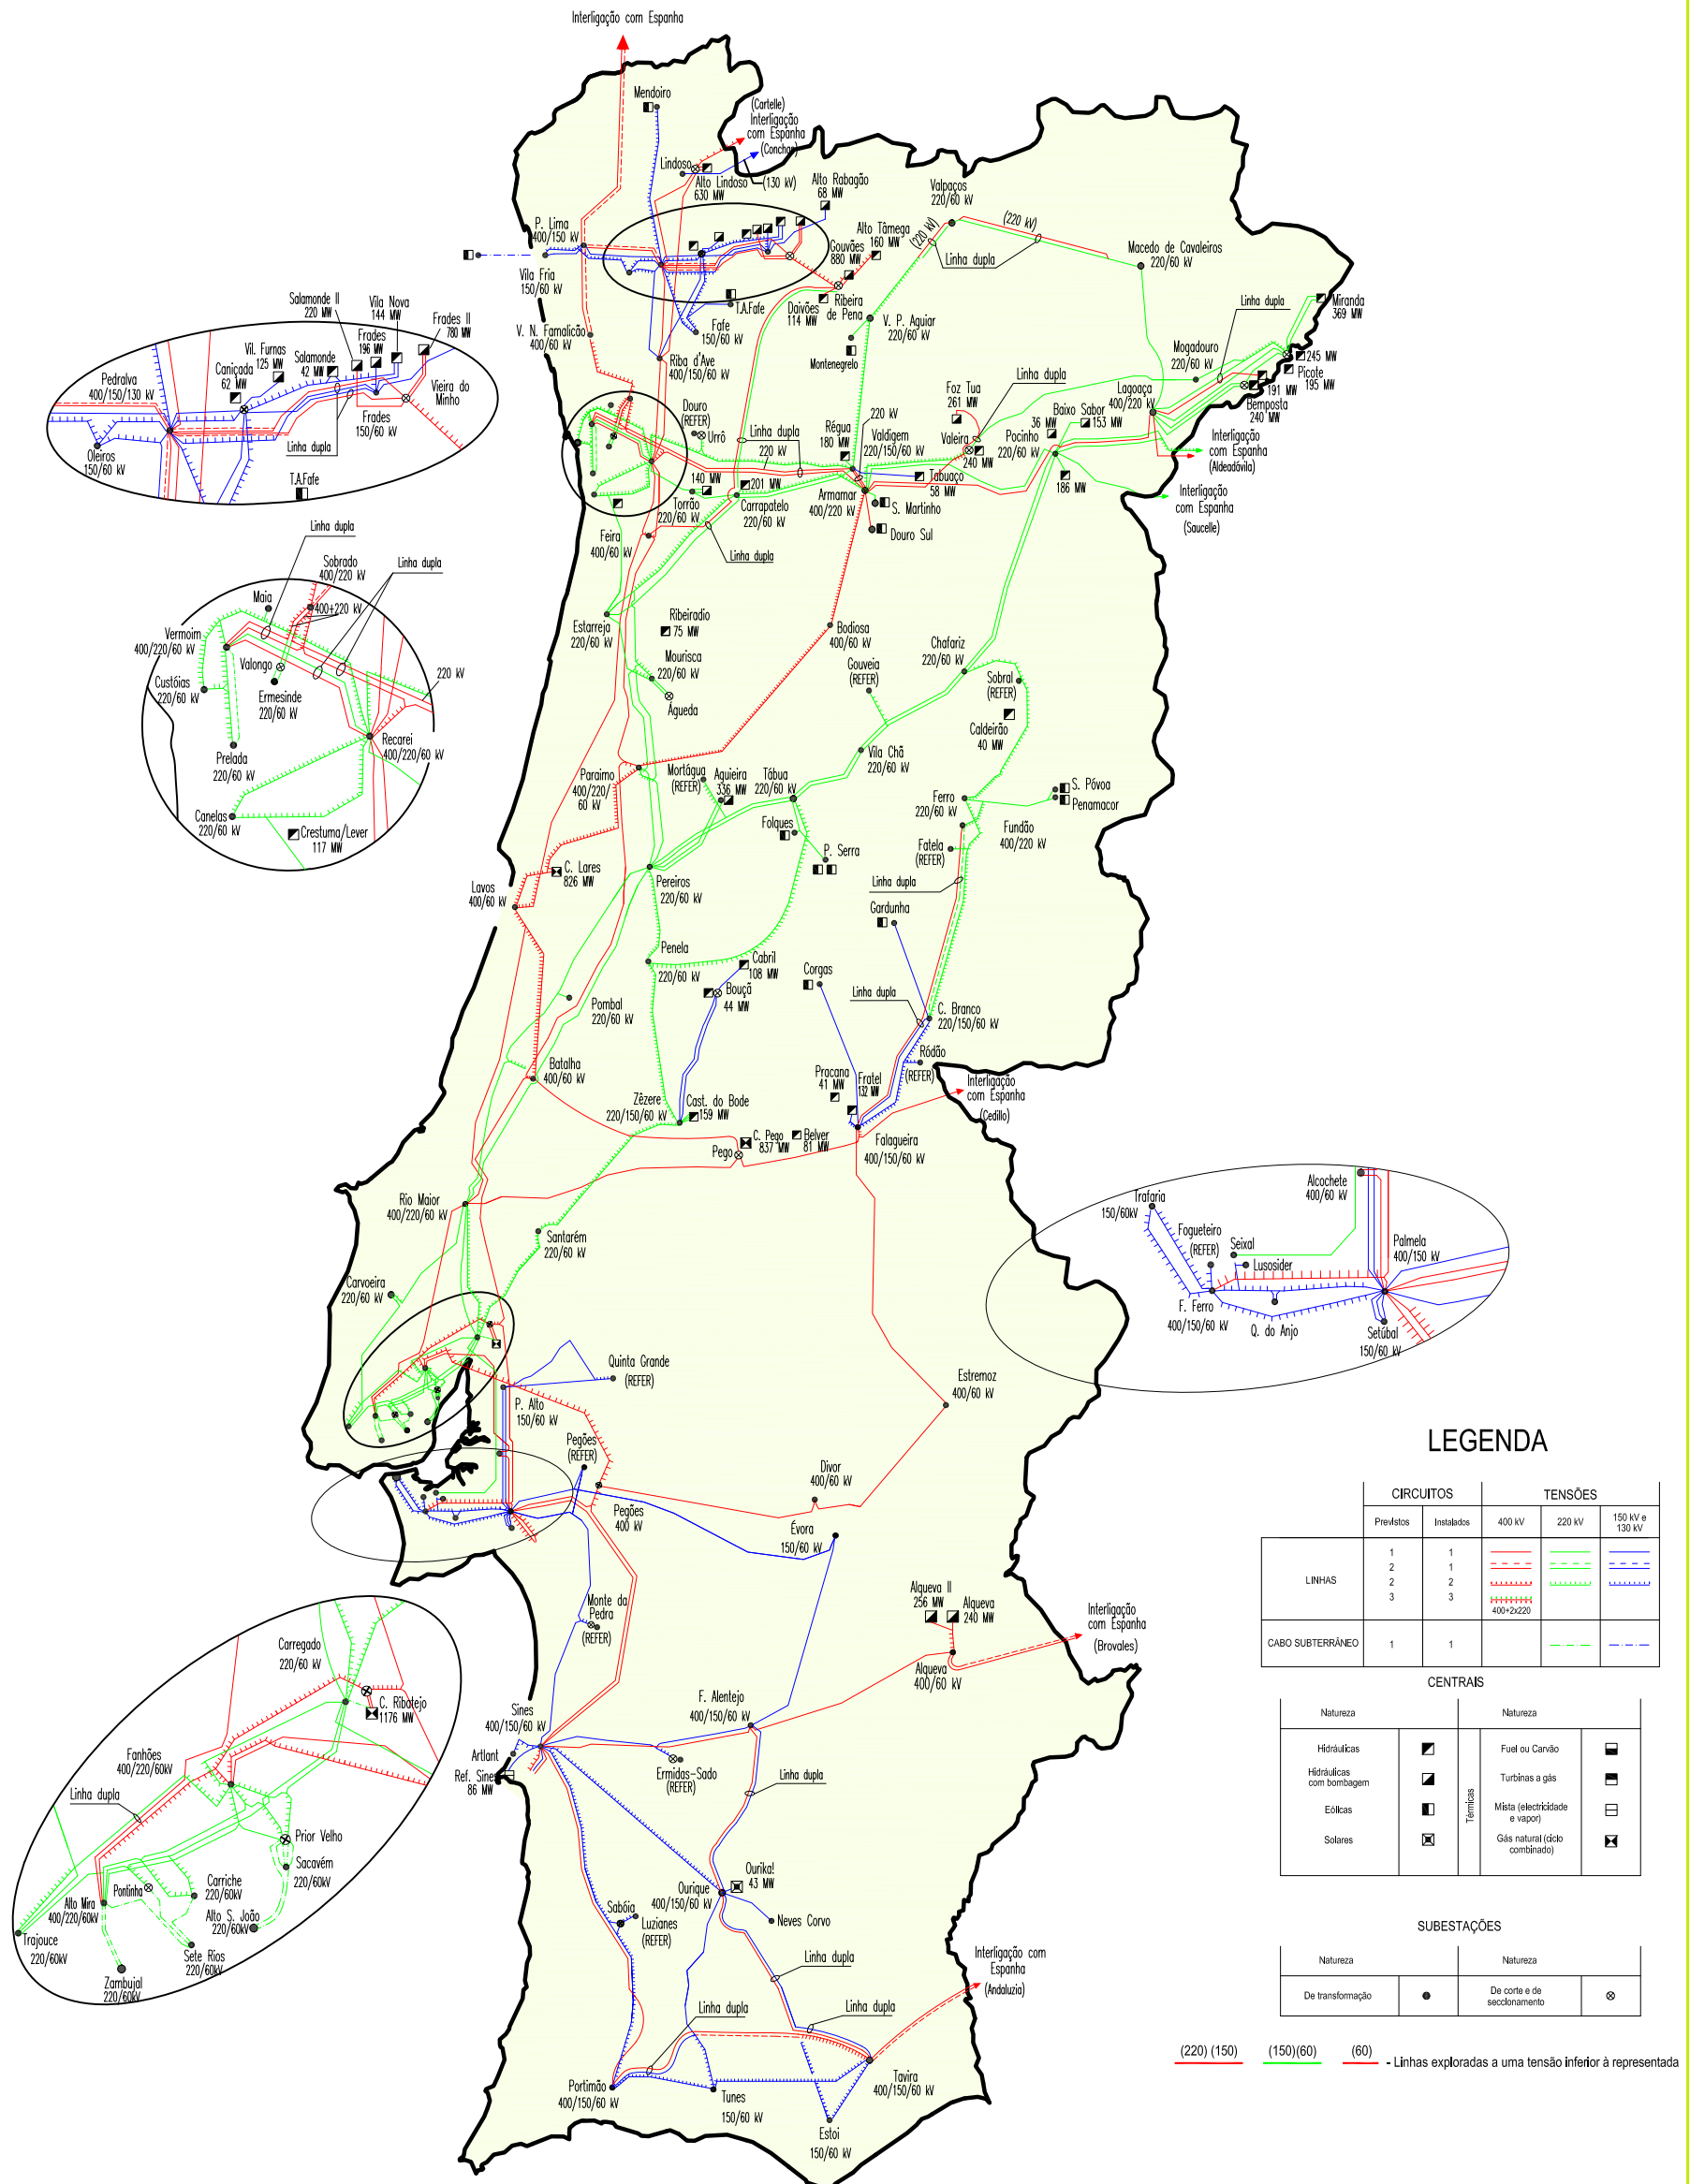 Interligação com Espanha
Mendoiro
(Cartelle)
Interligação
com Espanha
(Conchas)
Lindoso
Alto Lindoso
630 MW
(130 kV)
Alto Rabagão
68 MW
Valpaços
220/60 kV
(220 kV)
(220 kV)
Linha dupla
Macedo de Cavaleiros
220/60 kV
P. Lima
400/150 kV
Alto Tâmega
160 MW
Gouvães
880 MW
Vila Fria
150/60 kV
T.A.Fafe
Daivões
114 MW
Ribeira
de Pena
Linha dupla
Miranda
369 MW
V. N. Famalicão
400/60 kV
Fafe
150/60 kV
V. P. Aguiar
220/60 kV
Riba d'Ave
400/150/60 kV
Montenegrelo
Mogadouro
220/60 kV
245 MW
Picote
195 MW
191 MW
Bemposta
240 MW
Lagoaça
400/220 kV
Foz Tua
261 MW
Linha dupla
Baixo Sabor
36 MW
153 MW
Douro
(REFER)
Urrô
Linha dupla
220 kV
Régua
180 MW
220 kV
Valdigem
220/150/60 kV
Valeira
240 MW
Pocinho
220/60 kV
186 MW
Interligação
com Espanha
(Aldeadávila)
Interligação
com Espanha
(Saucelle)
140 MW
Torrão
220/60 kV
201 MW
Carrapatelo
220/60 kV
Armamar
400/220 kV
Tabuaço
58 MW
S. Martinho
Douro Sul
Feira
400/60 kV
Linha dupla
Salamonde II
220 MW
Vila Nova
144 MW
Frades II
780 MW
Frades
196 MW
Vil. Furnas
125 MW
Salamonde
42 MW
Caniçada
62 MW
Pedralva
400/150/130 kV
Vieira do
Minho
Frades
150/60 kV
Linha dupla
Oleiros
150/60 kV
T.A.Fafe
Linha dupla
Linha dupla
Sobrado
400/220 kV
Maia
400+220 kV
Vermoim
400/220/60 kV
Valongo
220 kV
Custóias
220/60 kV
Ermesinde
220/60 kV
Recarei
400/220/60 kV
Prelada
220/60 kV
Canelas
220/60 kV
Crestuma/Lever
117 MW
Estarreja
220/60 kV
Ribeiradio
75 MW
Bodiosa
400/60 kV
Mourisca
220/60 kV
Águeda
Gouveia
(REFER)
Chafariz
220/60 kV
Sobral
(REFER)
Caldeirão
40 MW
Paraimo
400/220/
60 kV
Mortágua
(REFER)
Aguieira
336 MW
Tábua
220/60 kV
Vila Chã
220/60 kV
Ferro
220/60 kV
S. Póvoa
Penamacor
Folques
P. Serra
Fatela
(REFER)
Fundão
400/220 kV
C. Lares
826 MW
Lavos
400/60 kV
Pereiros
220/60 kV
Linha dupla
Gardunha
Penela
220/60 kV
Cabril
108 MW
Bouçã
44 MW
Corgas
Linha dupla
Pombal
220/60 kV
C. Branco
220/150/60 kV
Batalha
400/60 kV
Ródão
(REFER)
Pracana
41 MW
Fratel
132 MW
Interligação
com Espanha
(Cedillo)
Zêzere
220/150/60 kV
Cast. do Bode
159 MW
Pego
C. Pego
837 MW
Belver
81 MW
Falagueira
400/150/60 kV
Rio Maior
400/220/60 kV
Santarém
220/60 kV
Carvoeira
220/60 kV
Quinta Grande
(REFER)
P. Alto
150/60 kV
Estremoz
400/60 kV
Alcochete
400/60 kV
Trafaria
150/60kV
Fogueteiro
(REFER)
Seixal
Lusosider
Palmela
400/150 kV
F. Ferro
400/150/60 kV
Q. do Anjo
Setúbal
150/60 kV
Pegões
(REFER)
Pegões
400 kV
Divor
400/60 kV
Évora
150/60 kV
Monte da
Pedra
(REFER)
Alqueva II
256 MW
Alqueva
240 MW
Interligação
com Espanha
(Brovales)
Alqueva
400/60 kV
Carregado
220/60 kV
C. Ribatejo
1176 MW
Fanhões
400/220/60kV
Linha dupla
Prior Velho
Sacavém
220/60kV
Carriche
220/60kV
Pontinha
Alto Mira
400/220/60kV
Alto S. João
220/60kV
Trajouce
220/60kV
Sete Rios
220/60kV
Zambujal
220/60kV
Sines
400/150/60 kV
F. Alentejo
400/150/60 kV
Artlant
Ref. Sines
86 MW
Ermidas-Sado
(REFER)
Linha dupla
Ourika!
43 MW
Ourique
400/150/60 kV
Sabóia
Luzianes
(REFER)
Neves Corvo
Linha dupla
Interligação com
Espanha
(Andaluzia)
Linha dupla
Linha dupla
Portimão
400/150/60 kV
Tunes
150/60 kV
Tavira
400/150/60 kV
Estoi
150/60 kV
LEGENDA
CIRCUITOS TENSÕES
Previstos Instalados 400 kV 220 kV 150 kV e
130 kV
LINHAS
1 1
2 1
2 2
3 3
400+2x220
CABO SUBTERRÂNEO 1 1
CENTRAIS
Natureza Natureza
Hidráulicas Fuel ou Carvão
Hidráulicas
com bombagem
Turbinas a gás
Eólicas
Mista (electricidade
e vapor)
Solares
Gás natural (ciclo
combinado)
Térmicas
SUBESTAÇÕES
Natureza Natureza
De transformação
De corte e de
seccionamento
(220) (150) (150)(60) (60) - Linhas exploradas a uma tensão inferior à representada